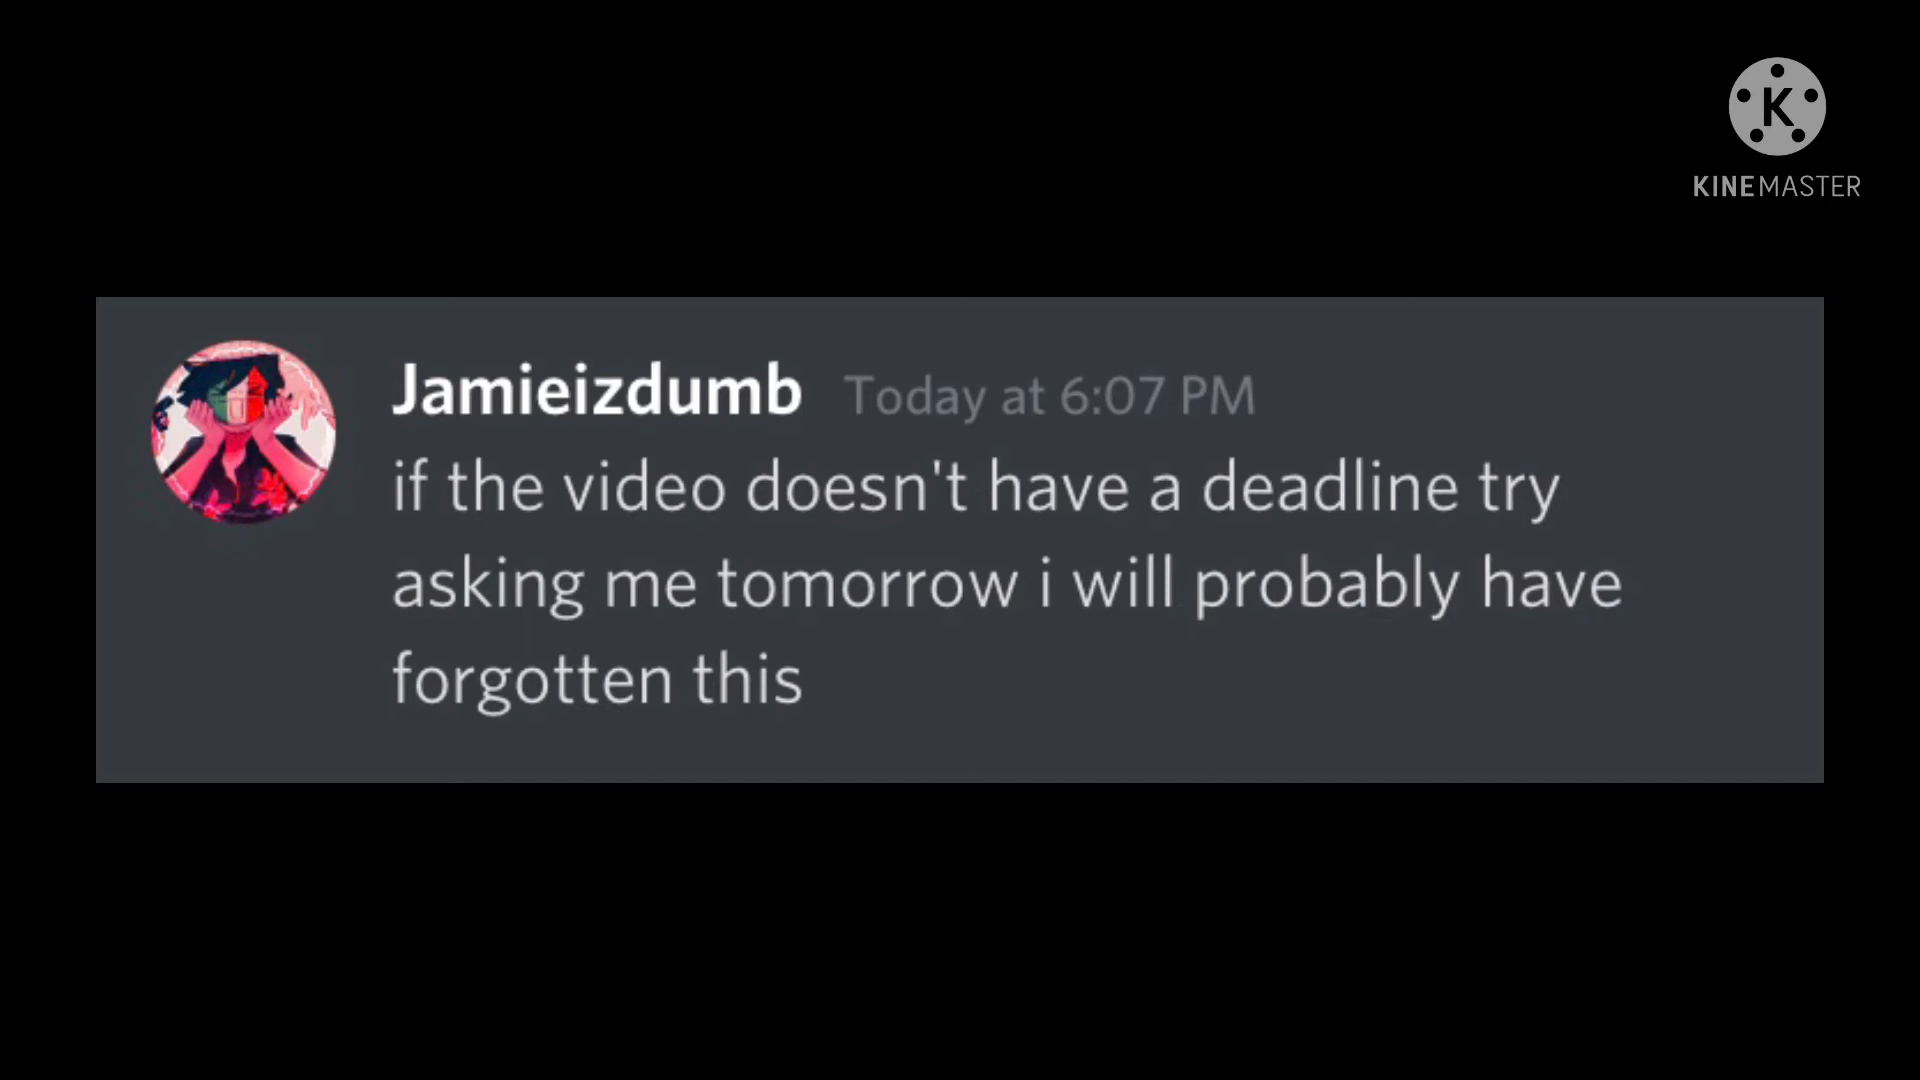 K
KINEMASTER
Jamieizdumb Today at 6:07 PM
if the video doesn't have a deadline try
asking me tomorrow i will probably have
forgotten this